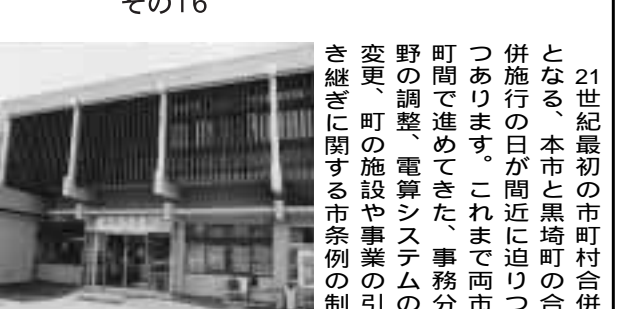 その16
21世紀最初の市町村合併
となる、本市と黒埼町の合
併施行の日が間近に迫りつ
つあります。これまで両市
町間で進めてきた、事務分
野の調整、電算システムの
変更、町の施設や事業の引
き継ぎに関する市条例の制